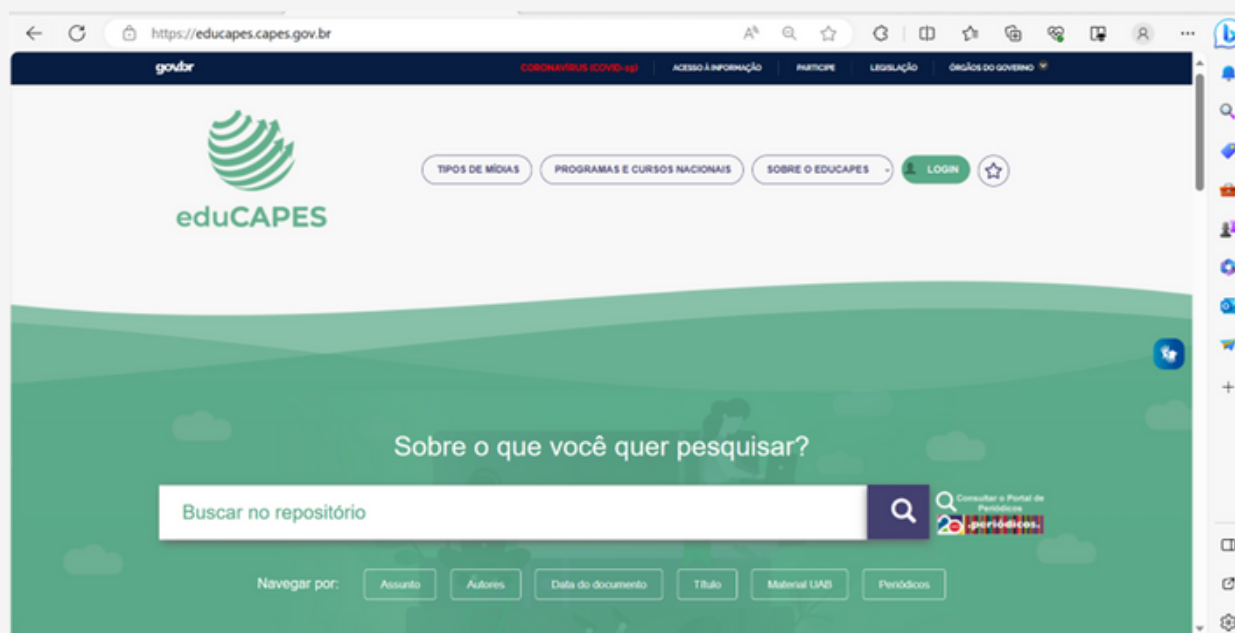 https://educapes.capes.gov.br
gov.br CORONAVÍRUS (COVID-19) ACESSO À INFORMAÇÃO PARTICIPE LEGISLAÇÃO ÓRGÃOS DO GOVERNO
TIPOS DE MÍDIAS PROGRAMAS E CURSOS NACIONAIS SOBRE O EDUCAPES LOGIN
eduCAPES
Sobre o que você quer pesquisar?
Buscar no repositório
Consultar o Portal de
Periódicos
20 .periódicos.
Navegar por: Assunto Autores Data do documento Título Material UAB Periódicos